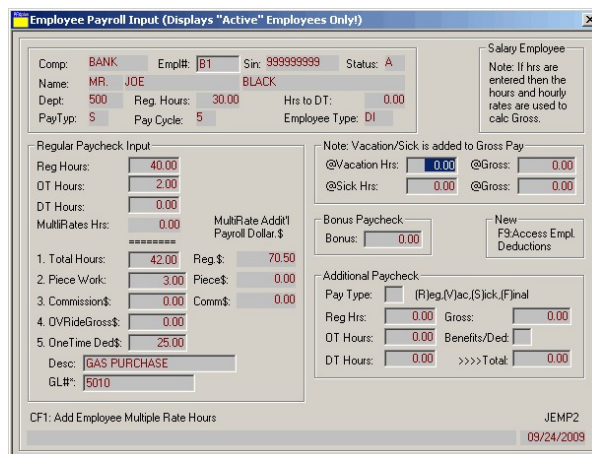 Employee Payroll Input (Displays "Active" Employees Only!)
Comp: BANK Empl#: B1 Sin: 999999999 Status: A
Name: MR. JOE BLACK
Dept: 500 Reg. Hours: 30.00 Hrs to DT: 0.00
PayTyp: S Pay Cycle: 5 Employee Type: DI
Salary Employee
Note: If hrs are
entered then the
hours and hourly
rates are used to
calc Gross.
Regular Paycheck Input
Reg Hours: 40.00
OT Hours: 2.00
DT Hours: 0.00
MultliRates Hrs: 0.00
MultiRate Addit'l
Payroll Dollar.$
========
1. Total Hours: 42.00 Reg.$: 70.50
2. Piece Work: 3.00 Piece$: 0.00
3. Commission$: 0.00 Comm$: 0.00
4. OVRideGross$: 0.00
5. OneTime Ded$: 25.00
Desc: GAS PURCHASE
GL#*: 5010
Note: Vacation/Sick is added to Gross Pay
@Vacation Hrs: 0.00 @Gross: 0.00
@Sick Hrs: 0.00 @Gross: 0.00
Bonus Paycheck
Bonus: 0.00
New
F9:Access Empl.
Deductions
Additional Paycheck
Pay Type: (R)eg,(V)ac,(S)ick,(F)inal
Reg Hrs: 0.00 Gross: 0.00
OT Hours: 0.00 Benefits/Ded:
DT Hours: 0.00 >>>>Total: 0.00
CF1: Add Employee Multiple Rate Hours JEMP2
09/24/2009